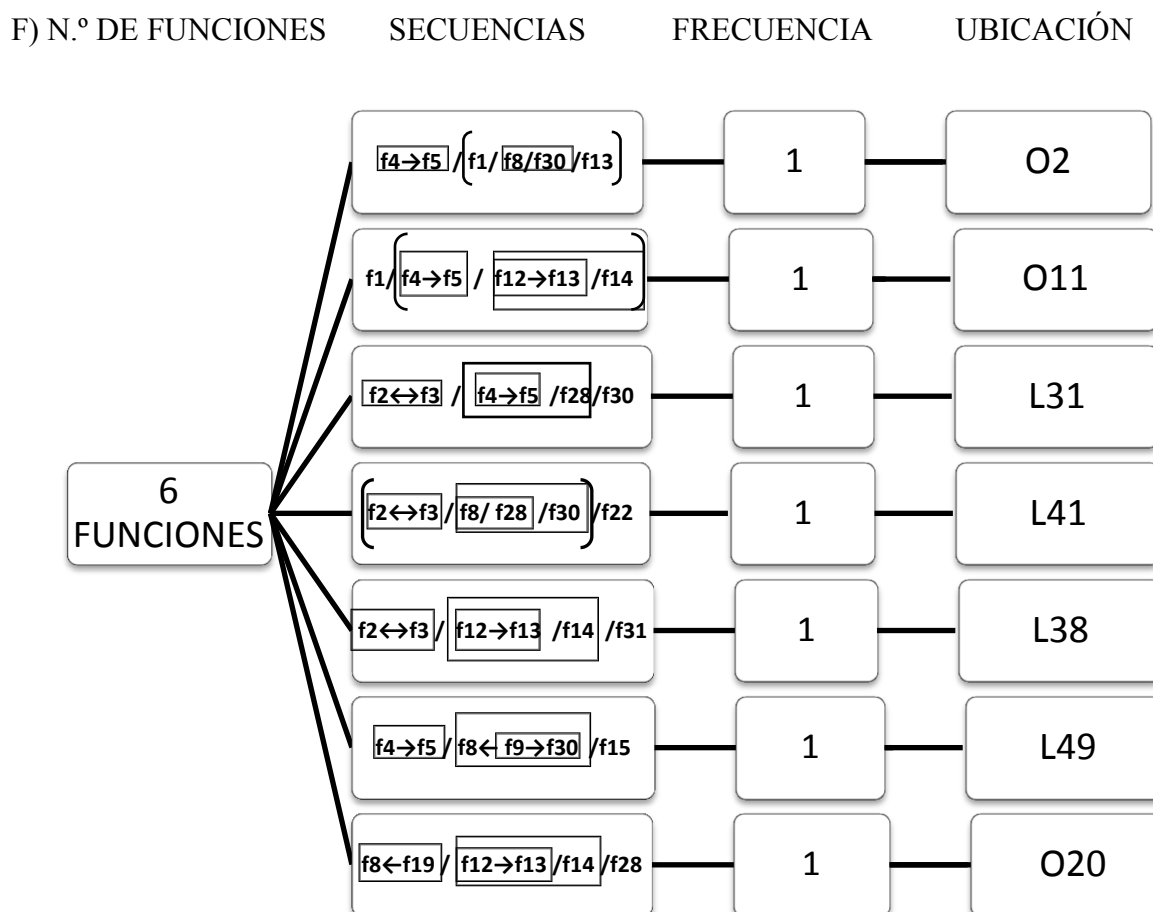 F) N.º DE FUNCIONES SECUENCIAS FRECUENCIA UBICACIÓN
f4→f5 / (f1/ f8/f30 /f13) 1 O2
f1/ (f4→f5 / f12→f13 /f14) 1 O11
f2↔f3 / f4→f5 /f28/f30 1 L31
6
FUNCIONES
(f2↔f3 / f8/ f28 /f30) /f22 1 L41
f2↔f3 / f12→f13 /f14 /f31 1 L38
f4→f5 / f8← f9→f30 /f15 1 L49
f8←f19 / f12→f13 /f14 /f28 1 O20